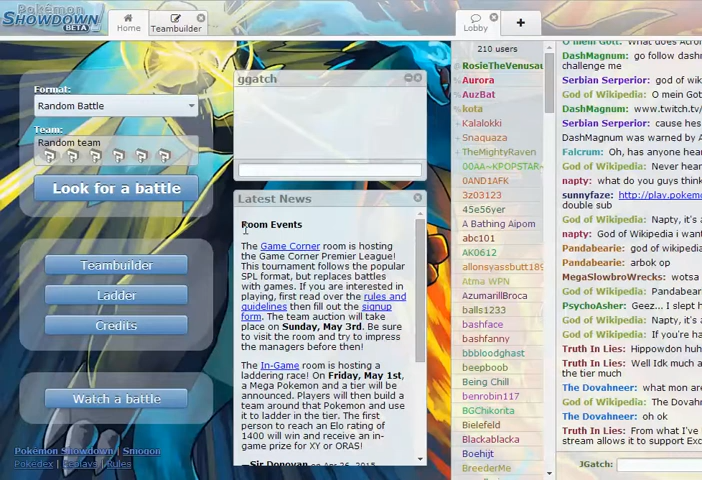 Pokémon
SHOWDOWN
BETA
Home
Teambuilder
Lobby
+
Format:
Random Battle
Team:
Random team
Look for a battle
Teambuilder
Ladder
Credits
Watch a battle
Pokémon Showdown | Smogon
Pokédex | Replays | Rules
ggatch
Latest News
Room Events
The Game Corner room is hosting
the Game Corner Premier League!
This tournament follows the popular
SPL format, but replaces battles
with games. If you are interested in
playing, first read over the rules and
guidelines then fill out the signup
form. The team auction will take
place on Sunday, May 3rd. Be sure
to visit the room and try to impress
the managers before then!
The In-Game room is hosting a
laddering race! On Friday, May 1st,
a Mega Pokemon and a tier will be
announced. Players will then build a
team around that Pokemon and use
it to ladder in the tier. The first
person to reach an Elo rating of
1400 will win and receive an in-
game prize for XY or ORAS!
—Sir Donovan on Apr 26, 2015
210 users
RosieTheVenusau
Aurora
AuzBat
kota
Kalalokki
Snaquaza
TheMightyRaven
00AA~KPOPSTAR~
0AND1AFK
3z03123
45e56yer
A Bathing Aipom
abc101
AK0612
allonsyassbutt189
Atma WPN
AzumarillBroca
balls1233
bashface
bashfanny
bbbloodghast
beepboob
Being Chill
benrobin117
BGChikorita
Bielefeld
Blackablacka
Boehijt
BreederMe
O mein Gott: What does Acro
DashMagnum: go follow dash
challenge me
Serbian Serperior: god of wik
God of Wikipedia: O mein Got
DashMagnum: www.twitch.tv/
Serbian Serperior: cause hes
DashMagnum was warned by A
Falcrum: Oh, has anyone hear
God of Wikipedia: Never hear
napty: what do you guys think
sunnyfaze: http://play.pokemo
double sub
God of Wikipedia: Napty, it's a
napty: God of Wikipedia i want
Pandabearie: god of wikipedia
Pandabearie: arbok op
MegaSlowbroWrecks: wotsa
God of Wikipedia: Pandabear
PsychoAsher: Geez... I slept h
God of Wikipedia: Napty, it's a
God of Wikipedia: If you're ha
Truth In Lies: Hippowdon huh
Truth In Lies: Well Idk much a
the tier much
The Dovahneer: what mon are
God of Wikipedia: The Dovah
The Dovahneer: oh ok
Truth In Lies: From what I've
stream allows it to support Exc
JGatch: